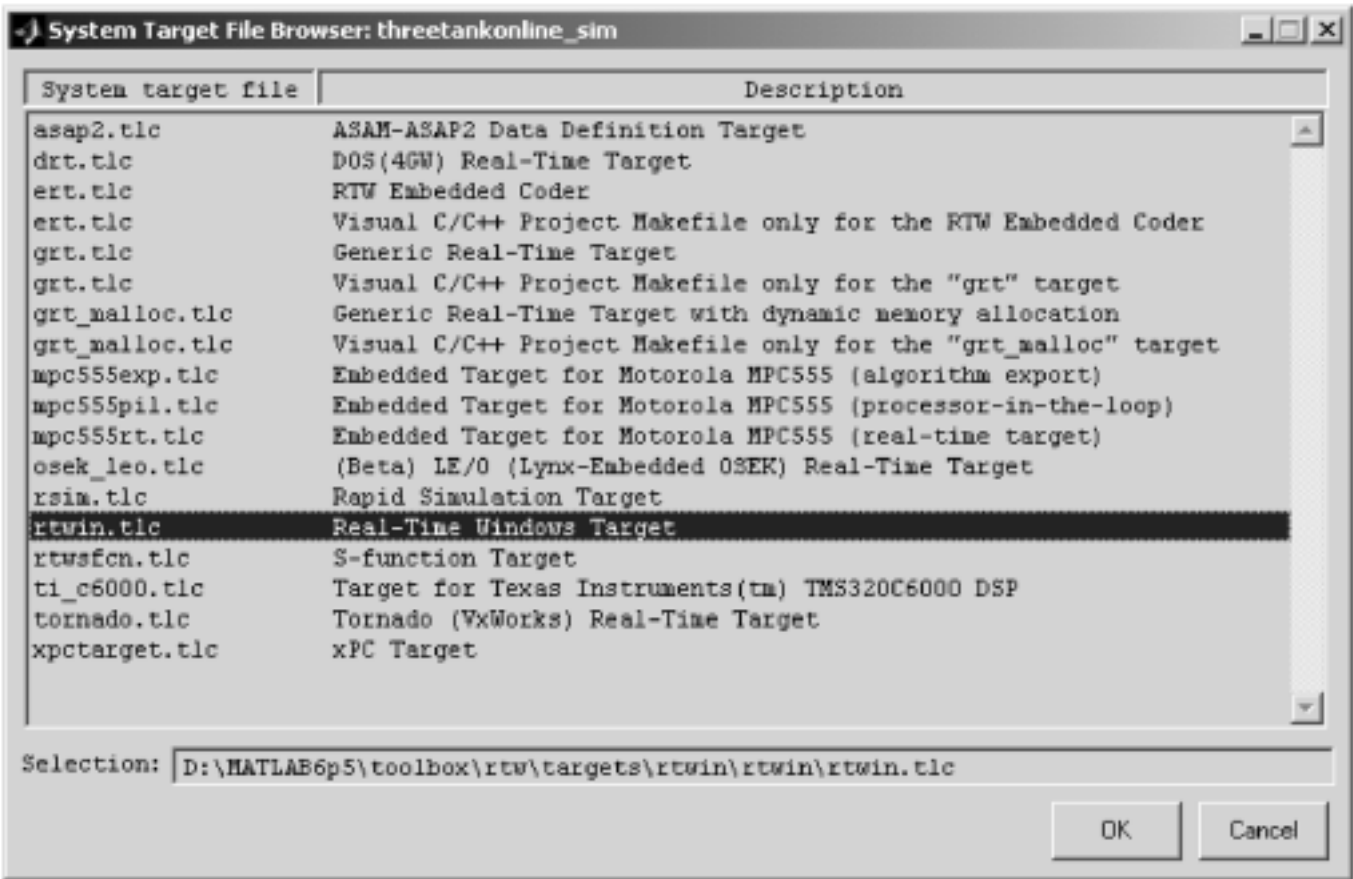 System Target File Browser: threetankonline_sim
System target file Description
asap2.tlc ASAM-ASAP2 Data Definition Target
drt.tlc DOS(4GW) Real-Time Target
ert.tlc RTW Embedded Coder
ert.tlc Visual C/C++ Project Makefile only for the RTW Embedded Coder
grt.tlc Generic Real-Time Target
grt.tlc Visual C/C++ Project Makefile only for the "grt" target
grt_malloc.tlc Generic Real-Time Target with dynamic memory allocation
grt_malloc.tlc Visual C/C++ Project Makefile only for the "grt_malloc" target
mpc555exp.tlc Embedded Target for Motorola MPC555 (algorithm export)
mpc555pil.tlc Embedded Target for Motorola MPC555 (processor-in-the-loop)
mpc555rt.tlc Embedded Target for Motorola MPC555 (real-time target)
osek_leo.tlc (Beta) LE/O (Lynx-Embedded OSEK) Real-Time Target
rsim.tlc Rapid Simulation Target
rtwin.tlc Real-Time Windows Target
rtwsfcn.tlc S-function Target
ti_c6000.tlc Target for Texas Instruments(tm) TMS320C6000 DSP
tornado.tlc Tornado (VxWorks) Real-Time Target
xpctarget.tlc xPC Target
Selection: D:\MATLAB6p5\toolbox\rtw\targets\rtwin\rtwin\rtwin.tlc
OK Cancel